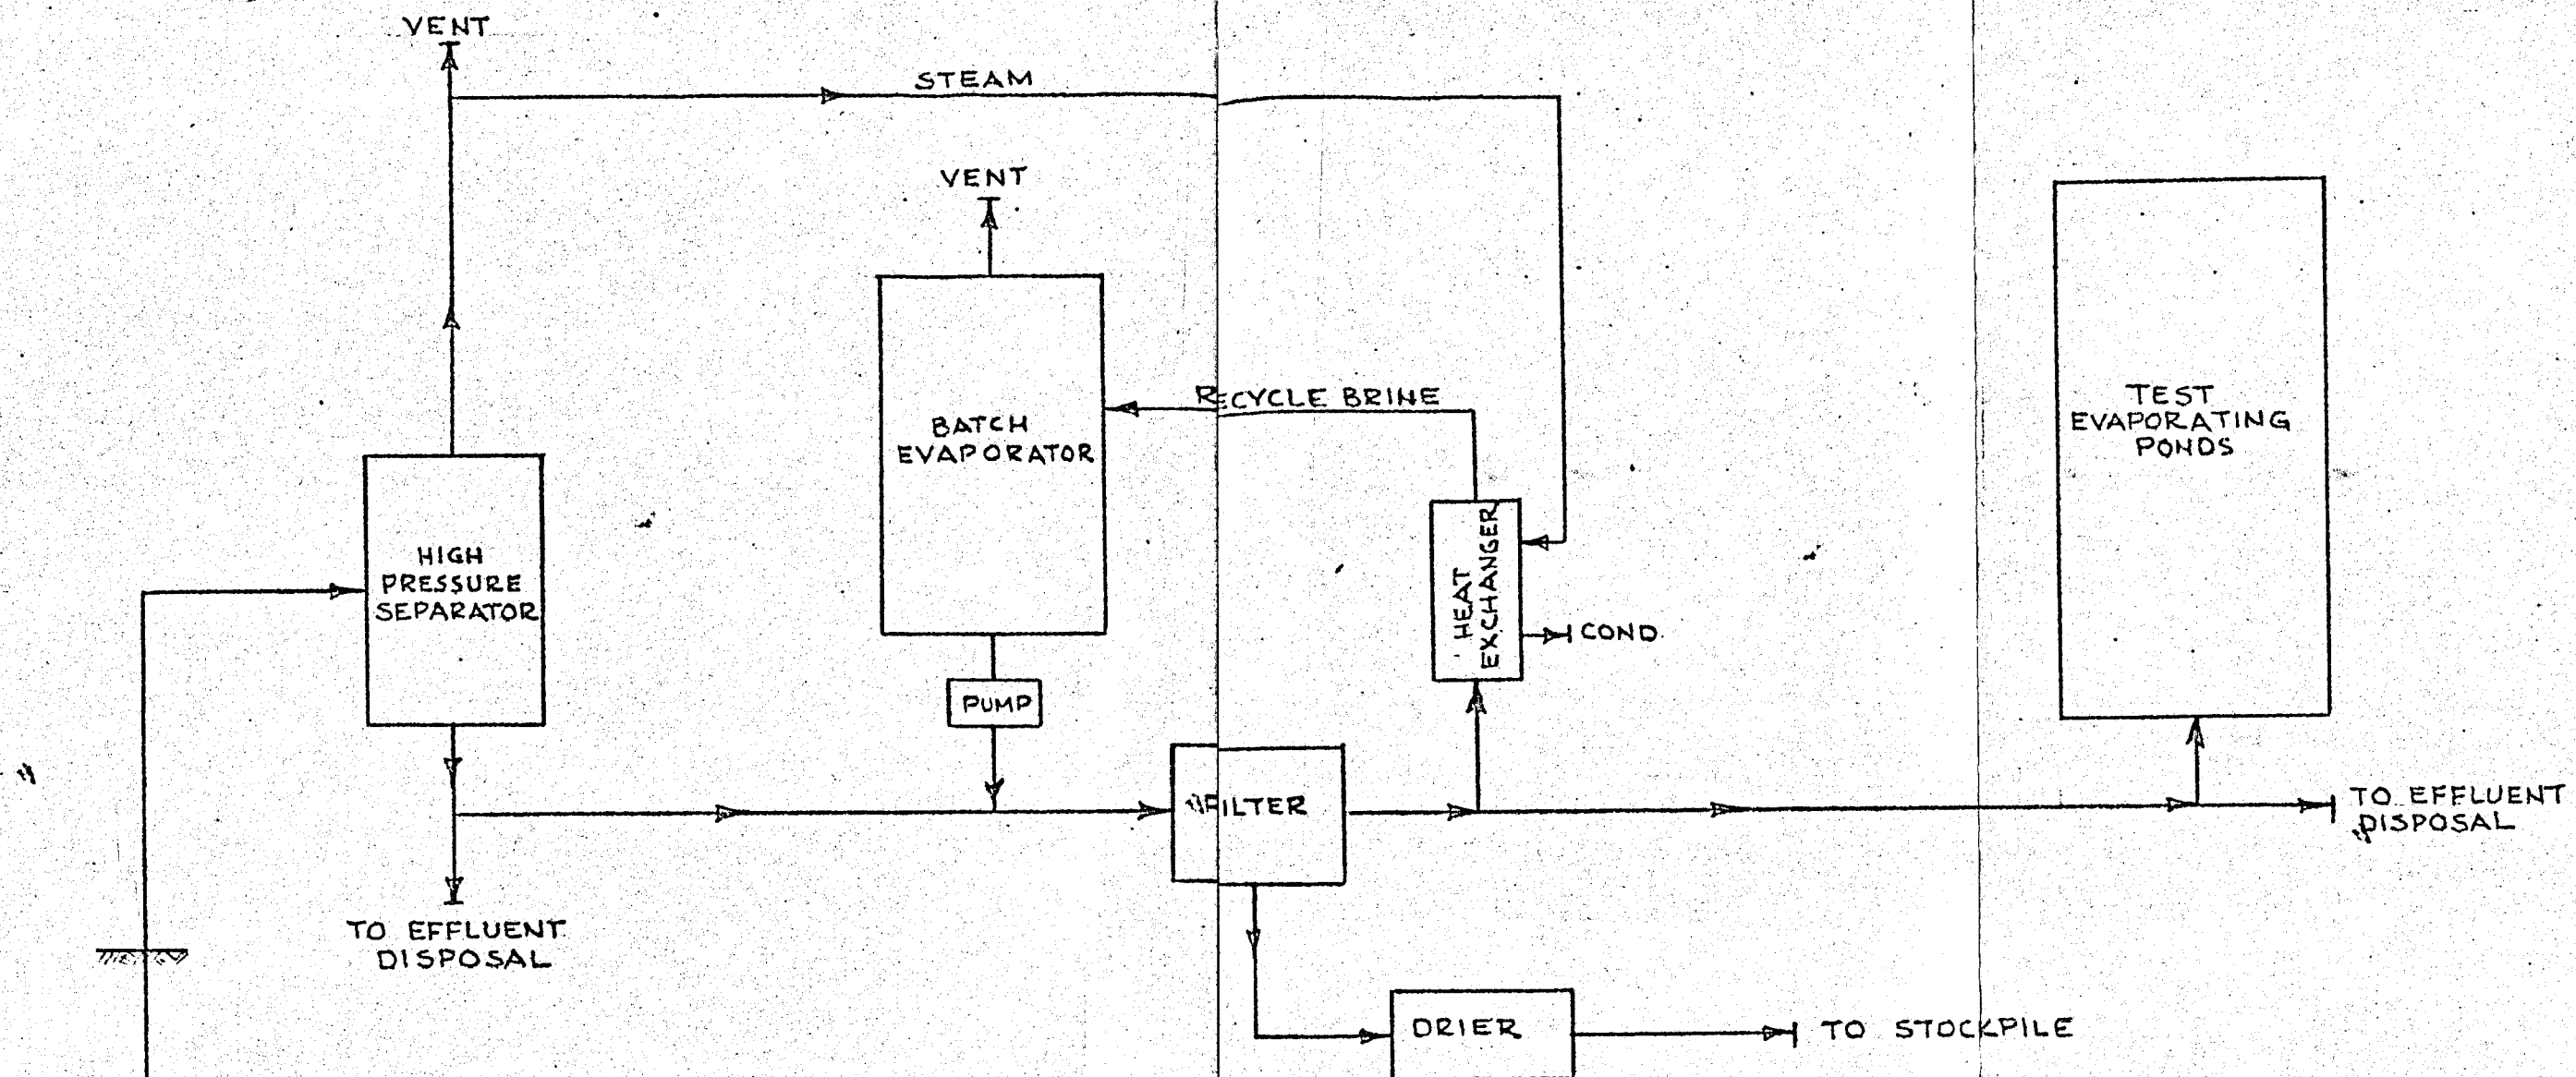 VENT
STEAM
VENT
RECYCLE BRINE
BATCH
EVAPORATOR
TEST
EVAPORATING
PONDS
HIGH
PRESSURE
SEPARATOR
HEAT
EXCHANGER
COND.
PUMP
FILTER
TO EFFLUENT
DISPOSAL
TO EFFLUENT
DISPOSAL
DRIER
TO STOCKPILE